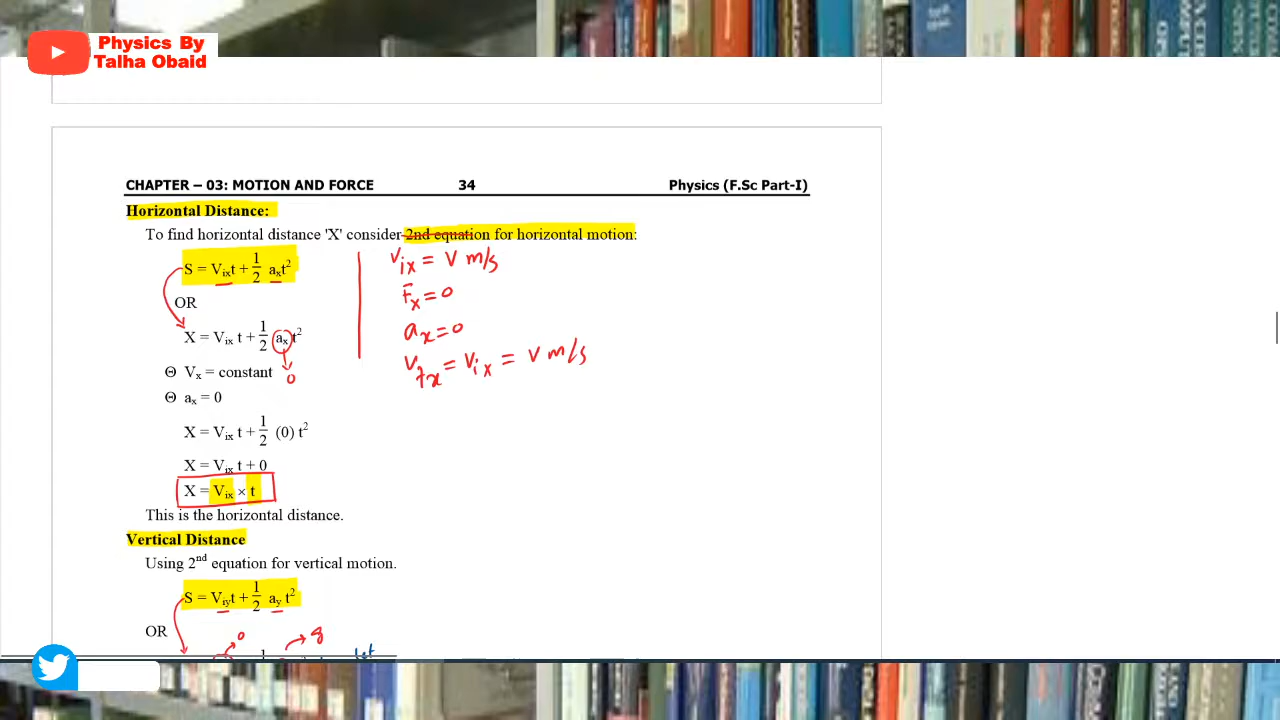 Physics By
Talha Obaid
CHAPTER – 03: MOTION AND FORCE 34 Physics (F.Sc Part-I)
Horizontal Distance:
To find horizontal distance 'X' consider 2nd equation for horizontal motion:
S = Vixt + 1/2 axt²
Vix = V m/s
OR
Fx = 0
X = Vix t + 1/2 axt²
ax = 0
Θ Vx = constant
0
Vfx = Vix = V m/s
Θ ax = 0
X = Vix t + 1/2 (0) t²
X = Vix t + 0
X = Vix × t
This is the horizontal distance.
Vertical Distance
Using 2nd equation for vertical motion.
S = Viyt + 1/2 ay t²
OR
0
g
let